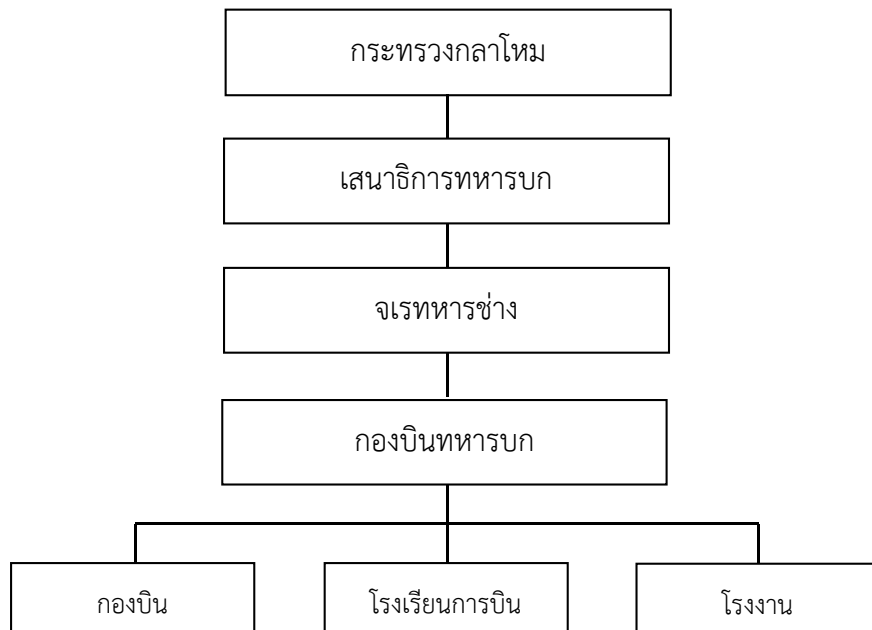 กระทรวงกลาโหม
เสนาธิการทหารบก
จเรทหารช่าง
กองบินทหารบก
กองบิน
โรงเรียนการบิน
โรงงาน